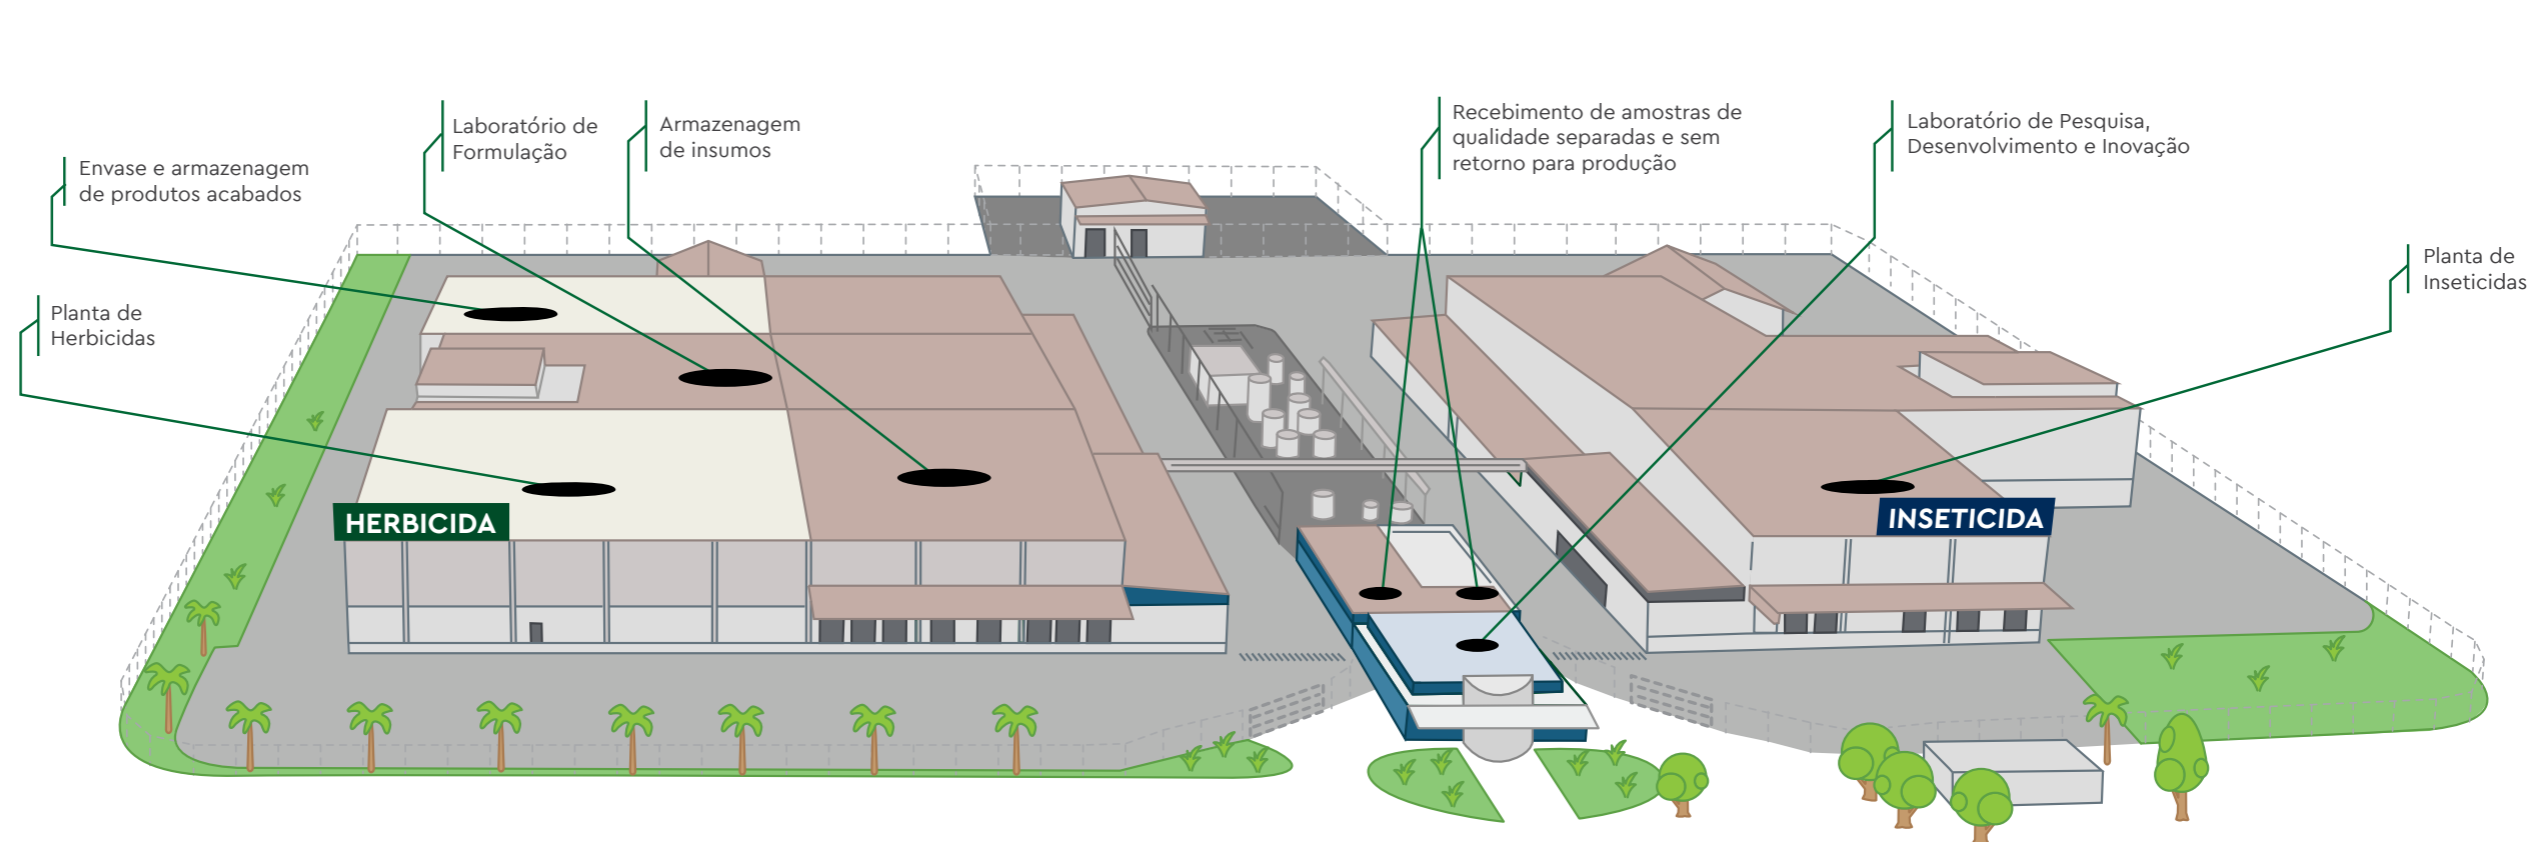 Envase e armazenagem
de produtos acabados
Laboratório de
Formulação
Armazenagem
de insumos
Recebimento de amostras de
qualidade separadas e sem
retorno para produção
Laboratório de Pesquisa,
Desenvolvimento e Inovação
Planta de
Inseticidas
Planta de
Herbicidas
HERBICIDA
INSETICIDA